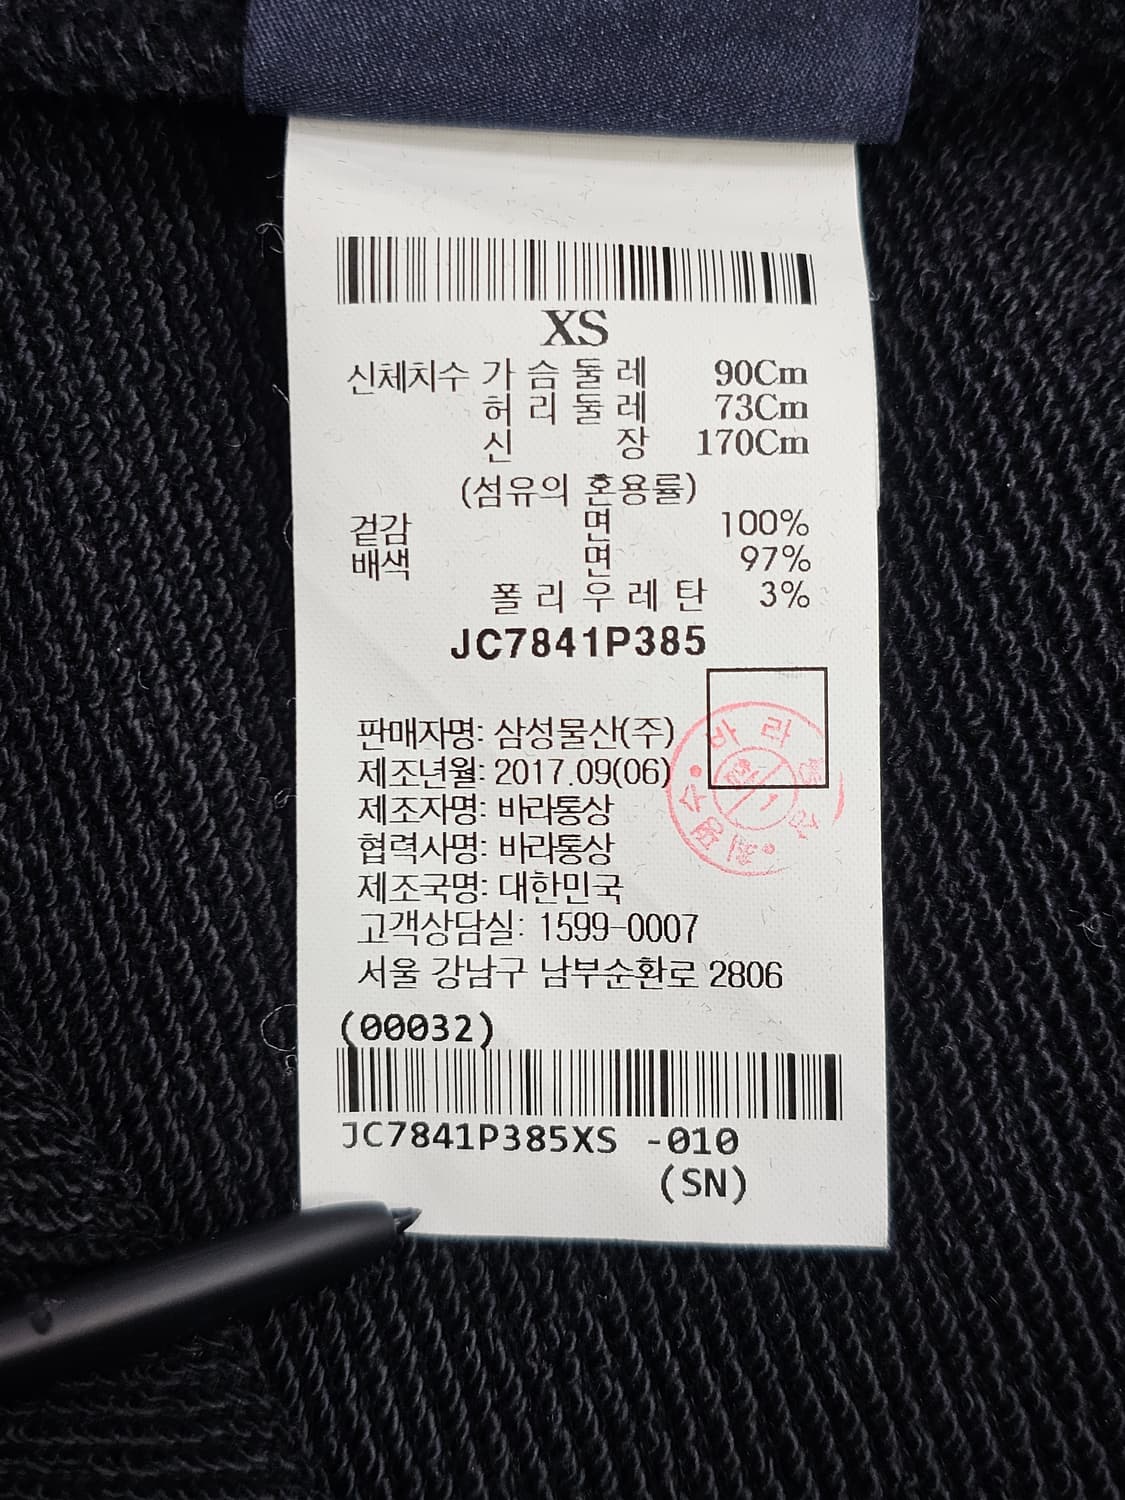 XS
신체치수 가슴둘레 90Cm
허리둘레 73Cm
신장 170Cm
(섬유의 혼용률)
겉감 면 100%
배색 면 97%
폴리우레탄 3%
JC7841P385
판매자명: 삼성물산(주)
제조년월: 2017.09(06)
제조자명: 바라통상
협력사명: 바라통상
제조국명: 대한민국
고객상담실: 1599-0007
서울 강남구 남부순환로 2806
(00032)
JC7841P385XS -010
(SN)
바라통상